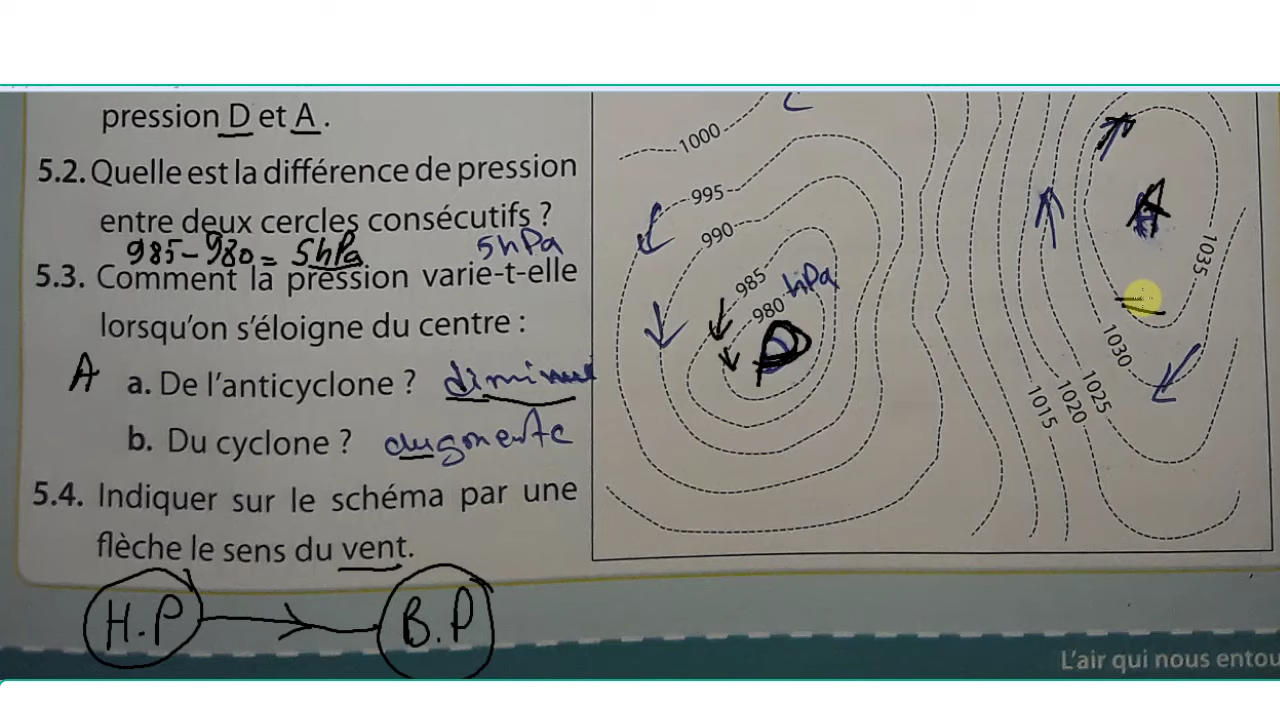 pression D et A.
5.2. Quelle est la différence de pression
entre deux cercles consécutifs ?
985-980 = 5hPa 5hPa
5.3. Comment la pression varie-t-elle
lorsqu'on s'éloigne du centre :
A a. De l'anticyclone ? diminue
b. Du cyclone ? augmente
5.4. Indiquer sur le schéma par une
flèche le sens du vent.
H.P B.P
1000
995
990
985
980 hPa
D
A
1035
1030
1025
1020
1015
L'air qui nous entou